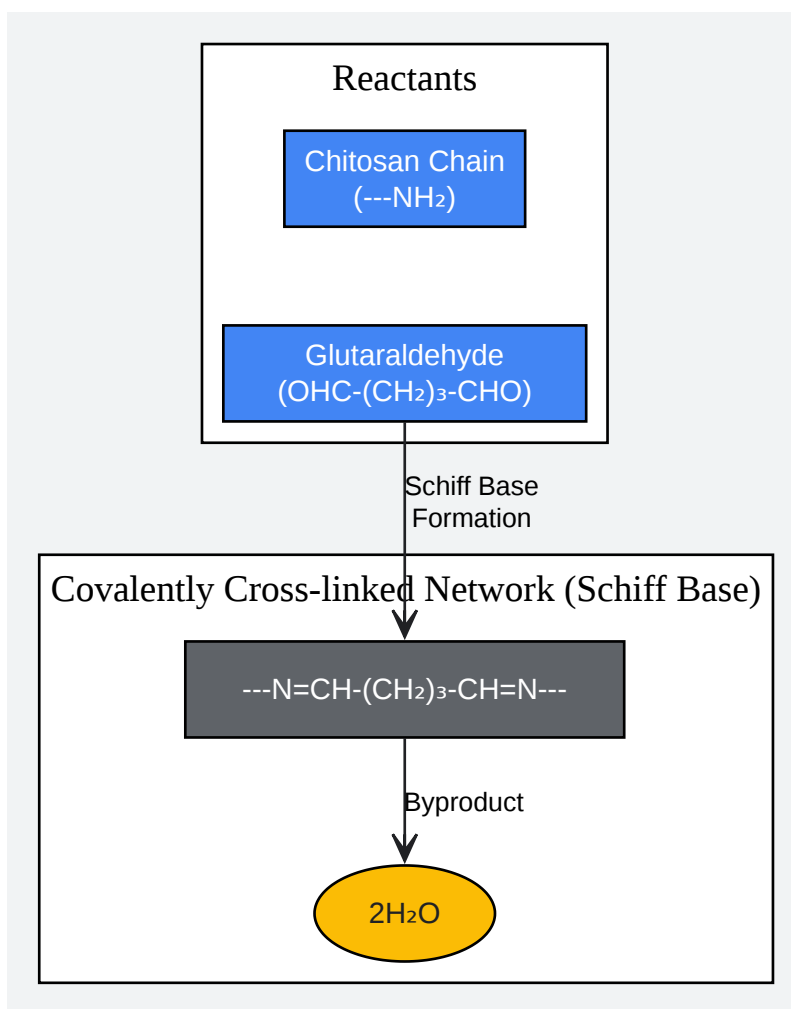 Reactants
Chitosan Chain
(---NH₂)
Glutaraldehyde
(OHC-(CH₂)₃-CHO)
Schiff Base
Formation
Covalently Cross-linked Network (Schiff Base)
---N=CH-(CH₂)₃-CH=N---
Byproduct
2H₂O